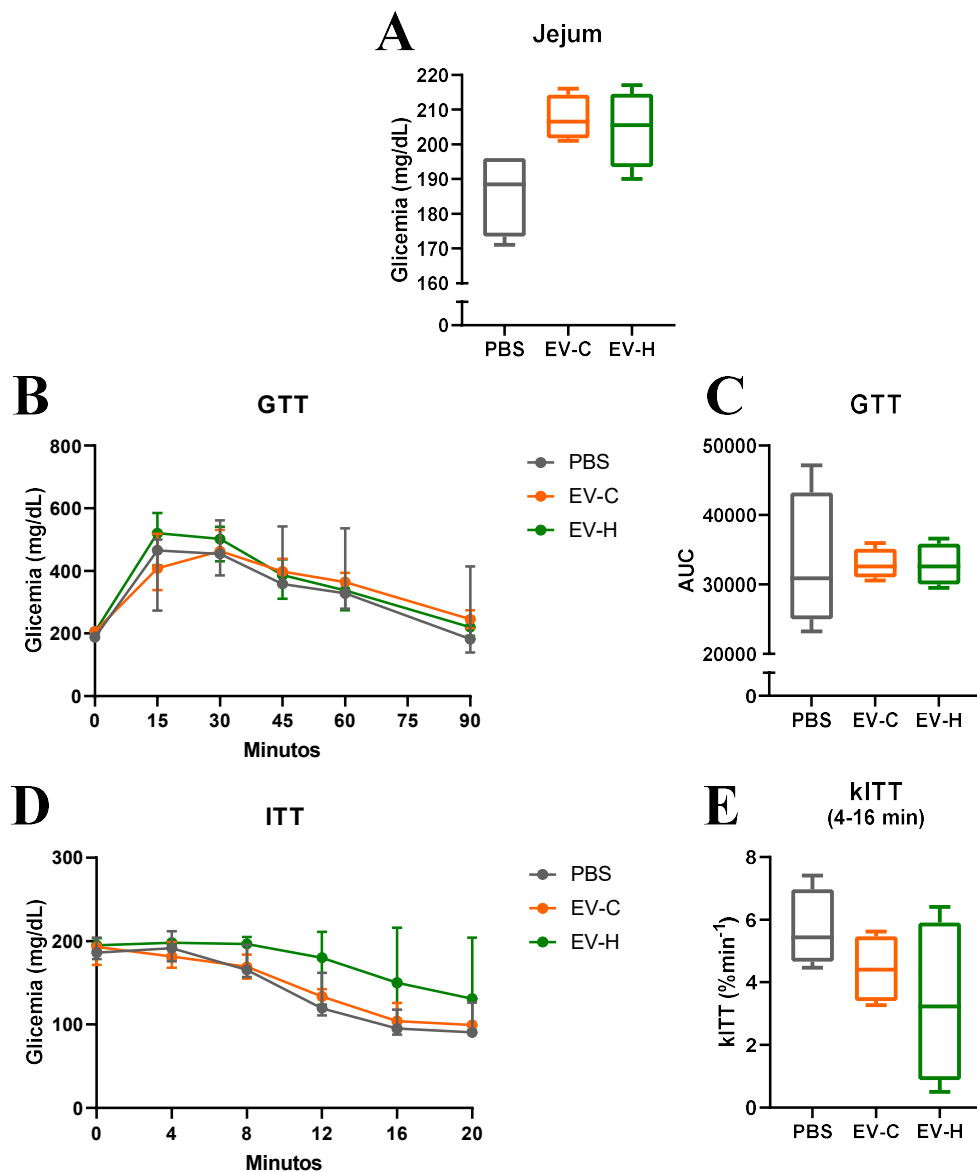 A
Jejum
Glicemia (mg/dL)
220
210
200
190
180
170
160
0
PBS
EV-C
EV-H
B
GTT
Glicemia (mg/dL)
800
600
400
200
0
0
15
30
45
60
75
90
Minutos
PBS
EV-C
EV-H
C
GTT
AUC
50000
40000
30000
20000
0
PBS
EV-C
EV-H
D
ITT
Glicemia (mg/dL)
300
200
100
0
0
4
8
12
16
20
Minutos
PBS
EV-C
EV-H
E
kITT
(4-16 min)
kITT (%min⁻¹)
8
6
4
2
0
PBS
EV-C
EV-H